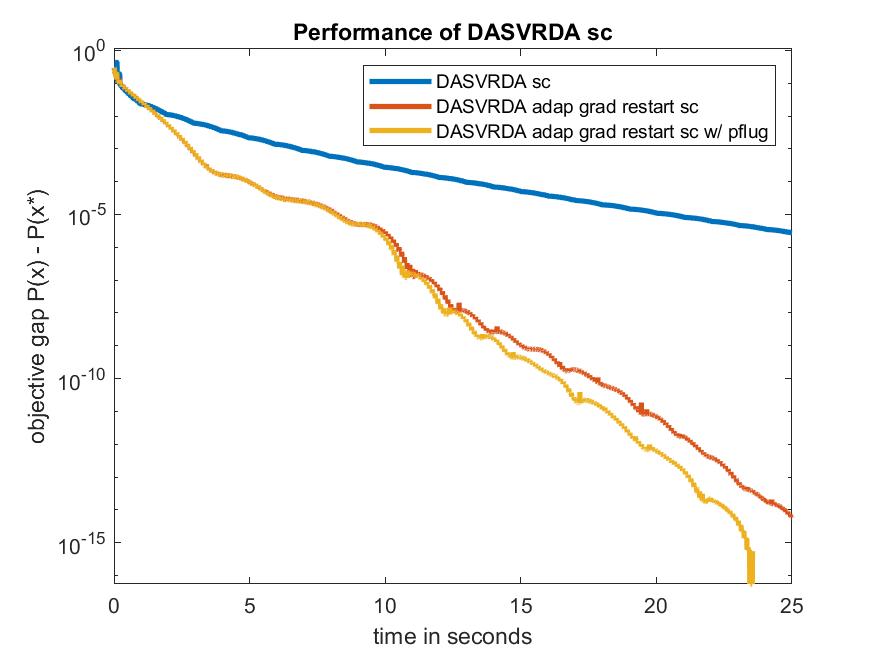 Performance of DASVRDA sc
DASVRDA sc
DASVRDA adap grad restart sc
DASVRDA adap grad restart sc w/ pflug
objective gap P(x) - P(x*)
10^0
10^-5
10^-10
10^-15
0 5 10 15 20 25
time in seconds